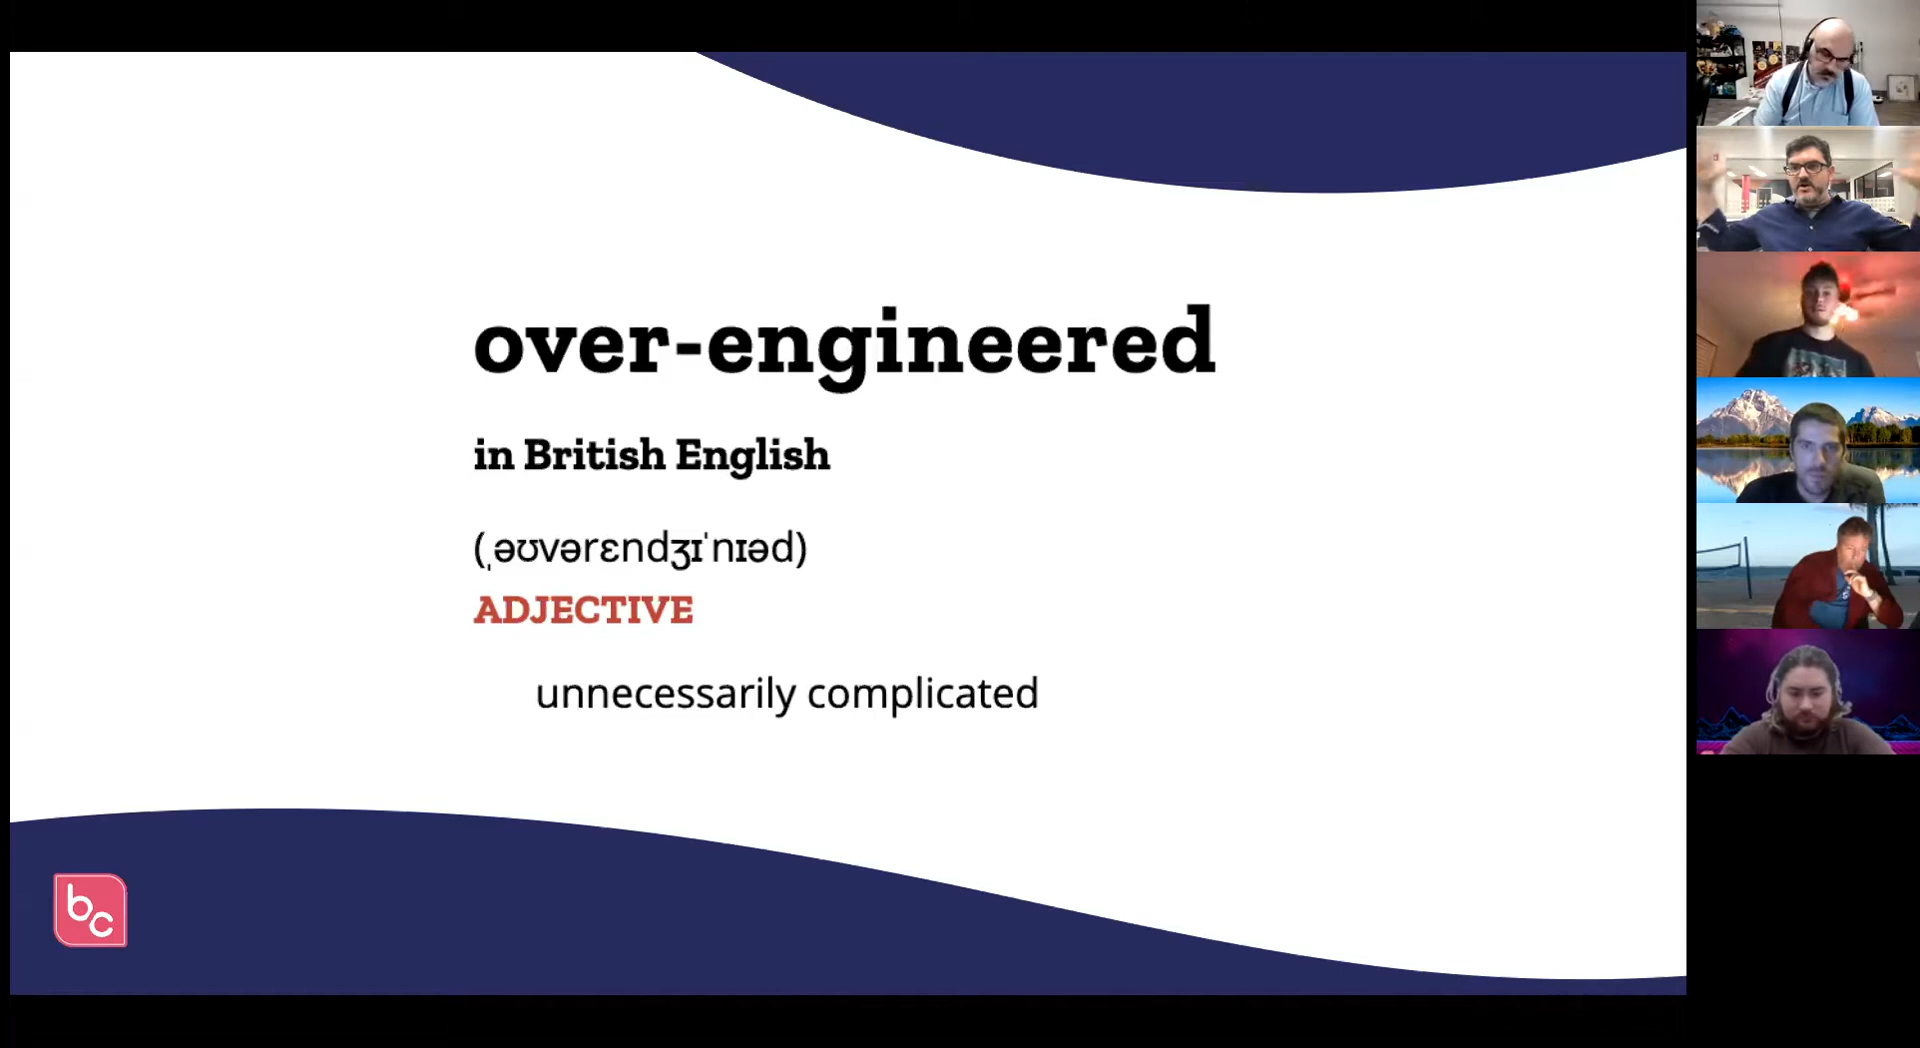 over-engineered
in British English
(ˌəʊvərɛndʒɪˈnɪəd)
ADJECTIVE
unnecessarily complicated
bc